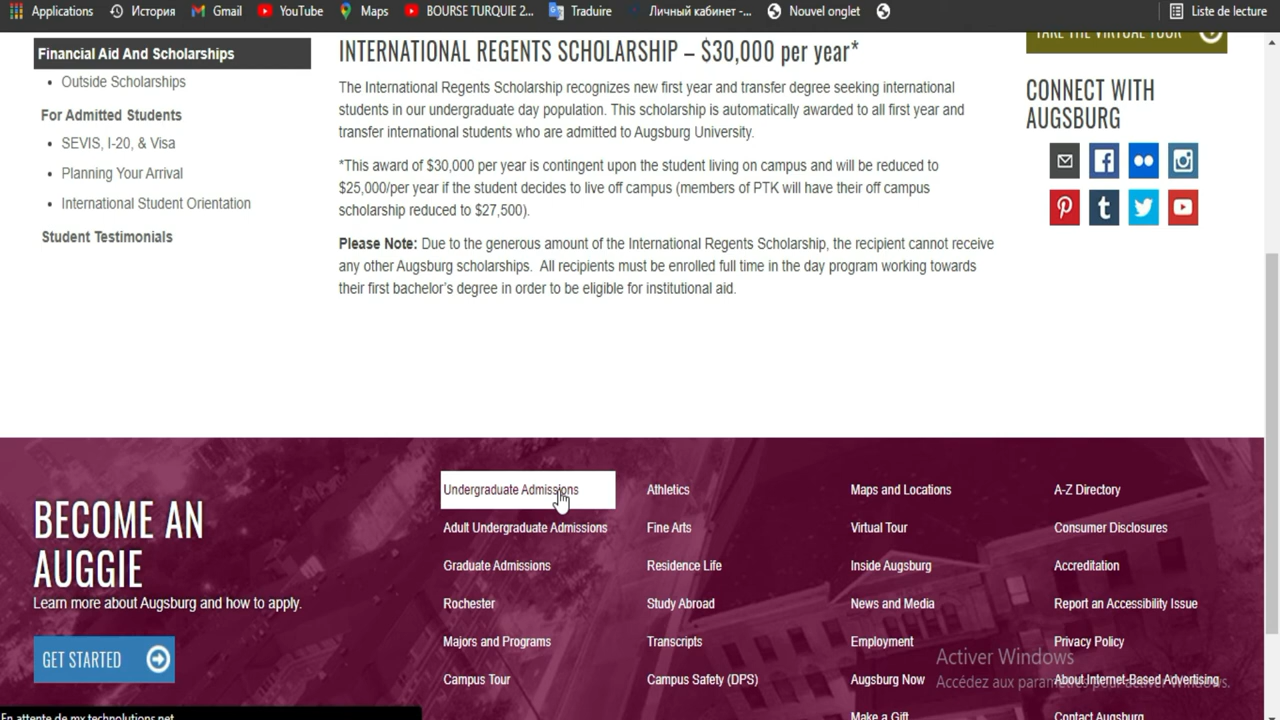 Applications История Gmail YouTube Maps BOURSE TURQUIE 2... Traduire Личный кабинет -... Nouvel onglet Liste de lecture
Financial Aid And Scholarships
Outside Scholarships
For Admitted Students
SEVIS, I-20, & Visa
Planning Your Arrival
International Student Orientation
Student Testimonials
INTERNATIONAL REGENTS SCHOLARSHIP – $30,000 per year*
The International Regents Scholarship recognizes new first year and transfer degree seeking international
students in our undergraduate day population. This scholarship is automatically awarded to all first year and
transfer international students who are admitted to Augsburg University.
*This award of $30,000 per year is contingent upon the student living on campus and will be reduced to
$25,000/per year if the student decides to live off campus (members of PTK will have their off campus
scholarship reduced to $27,500).
Please Note: Due to the generous amount of the International Regents Scholarship, the recipient cannot receive
any other Augsburg scholarships. All recipients must be enrolled full time in the day program working towards
their first bachelor's degree in order to be eligible for institutional aid.
TAKE THE VIRTUAL TOUR
CONNECT WITH
AUGSBURG
BECOME AN
AUGGIE
Learn more about Augsburg and how to apply.
GET STARTED
Undergraduate Admissions
Adult Undergraduate Admissions
Graduate Admissions
Rochester
Majors and Programs
Campus Tour
Athletics
Fine Arts
Residence Life
Study Abroad
Transcripts
Campus Safety (DPS)
Maps and Locations
Virtual Tour
Inside Augsburg
News and Media
Employment
Augsburg Now
Make a Gift
A-Z Directory
Consumer Disclosures
Accreditation
Report an Accessibility Issue
Privacy Policy
About Internet-Based Advertising
Contact Augsburg
Activer Windows
Accédez aux paramètres pour activer Windows.
En attente de mx.technolutions.net